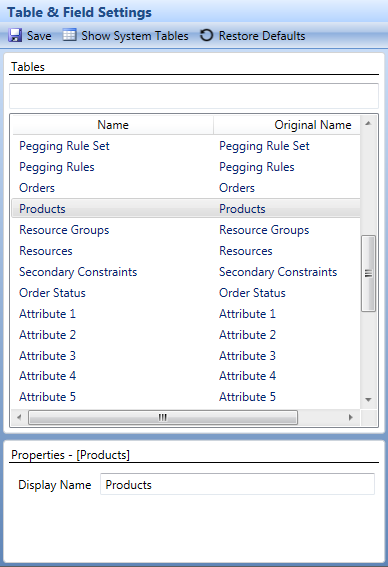 Table & Field Settings
Save Show System Tables Restore Defaults
Tables
Name Original Name
Pegging Rule Set Pegging Rule Set
Pegging Rules Pegging Rules
Orders Orders
Products Products
Resource Groups Resource Groups
Resources Resources
Secondary Constraints Secondary Constraints
Order Status Order Status
Attribute 1 Attribute 1
Attribute 2 Attribute 2
Attribute 3 Attribute 3
Attribute 4 Attribute 4
Attribute 5 Attribute 5
Properties - [Products]
Display Name Products